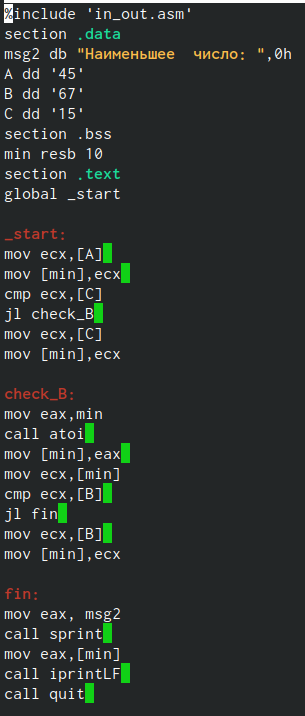 %include 'in_out.asm'
section .data
msg2 db "Наименьшее  число: ",0h
A dd '45'
B dd '67'
C dd '15'
section .bss
min resb 10
section .text
global _start

_start:
mov ecx,[A]
mov [min],ecx
cmp ecx,[C]
jl check_B
mov ecx,[C]
mov [min],ecx

check_B:
mov eax,min
call atoi
mov [min],eax
mov ecx,[min]
cmp ecx,[B]
jl fin
mov ecx,[B]
mov [min],ecx

fin:
mov eax, msg2
call sprint
mov eax,[min]
call iprintLF
call quit